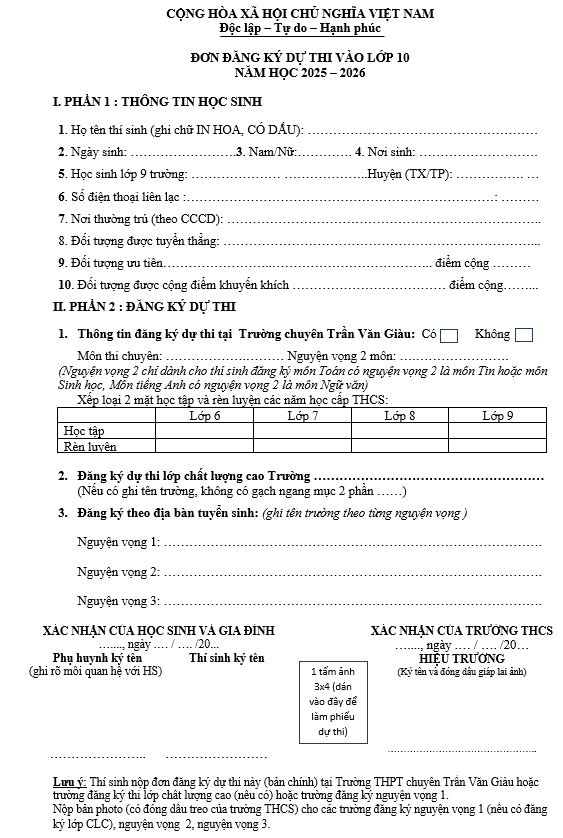 CỘNG HÒA XÃ HỘI CHỦ NGHĨA VIỆT NAM
Độc lập – Tự do – Hạnh phúc
ĐƠN ĐĂNG KÝ DỰ THI VÀO LỚP 10
NĂM HỌC 2025 – 2026
I. PHẦN 1 : THÔNG TIN HỌC SINH
1. Họ tên thí sinh (ghi chữ IN HOA, CÓ DẤU): ……………………………………………
2. Ngày sinh: …………………..3. Nam/Nữ:………… 4. Nơi sinh: ……………………..
5. Học sinh lớp 9 trường: ……………… ……………………..Huyện (TX/TP): …………… …
6. Số điện thoại liên lạc :……………………………………………………………: ………
7. Nơi thường trú (theo CCCD): ……………………………………………………………
8. Đối tượng được tuyển thẳng: ……………………………………………………………...
9. Đối tượng ưu tiên…………………………………………………….. điểm cộng ………
10. Đối tượng được cộng điểm khuyến khích …………………………… điểm cộng……...
II. PHẦN 2 : ĐĂNG KÝ DỰ THI
1. Thông tin đăng ký dự thi tại Trường chuyên Trần Văn Giàu: Có Không
Môn thi chuyên: …………………….. Nguyện vọng 2 môn: …………………..
(Nguyện vọng 2 chỉ dành cho thí sinh đăng ký môn Toán có nguyện vọng 2 là môn Tin hoặc môn
Sinh học, Môn tiếng Anh có nguyện vọng 2 là môn Ngữ văn)
Xếp loại 2 mặt học tập và rèn luyện các năm học cấp THCS:
Lớp 6 Lớp 7 Lớp 8 Lớp 9
Học tập
Rèn luyện
2. Đăng ký dự thi lớp chất lượng cao Trường ……………………………………………
(Nếu có ghi tên trường, không có gạch ngang mục 2 phần ……)
3. Đăng ký theo địa bàn tuyển sinh: (ghi tên trường theo từng nguyện vọng )
Nguyện vọng 1: ………………………………………………………………………….
Nguyện vọng 2: ………………………………………………………………………….
Nguyện vọng 3: ………………………………………………………………………….
XÁC NHẬN CỦA HỌC SINH VÀ GIA ĐÌNH
……., ngày …. / …. /20...
Phụ huynh ký tên Thí sinh ký tên
(ghi rõ mối quan hệ với HS)
XÁC NHẬN CỦA TRƯỜNG THCS
……., ngày …. / …. /20…
HIỆU TRƯỞNG
(Ký tên và đóng dấu giáp lai ảnh)
1 tấm ảnh
3x4 (dán
vào đây để
làm phiếu
dự thi)
………………….. ……………………
………………………………..
Lưu ý: Thí sinh nộp đơn đăng ký dự thi này (bản chính) tại Trường THPT chuyên Trần Văn Giàu hoặc
trường đăng ký thi lớp chất lượng cao (nếu có) hoặc trường đăng ký nguyện vọng 1.
Nộp bản photo (có đóng dấu treo của trường THCS) cho các trường đăng ký nguyện vọng 1 (nếu có đăng
ký lớp CLC), nguyện vọng 2, nguyện vọng 3.